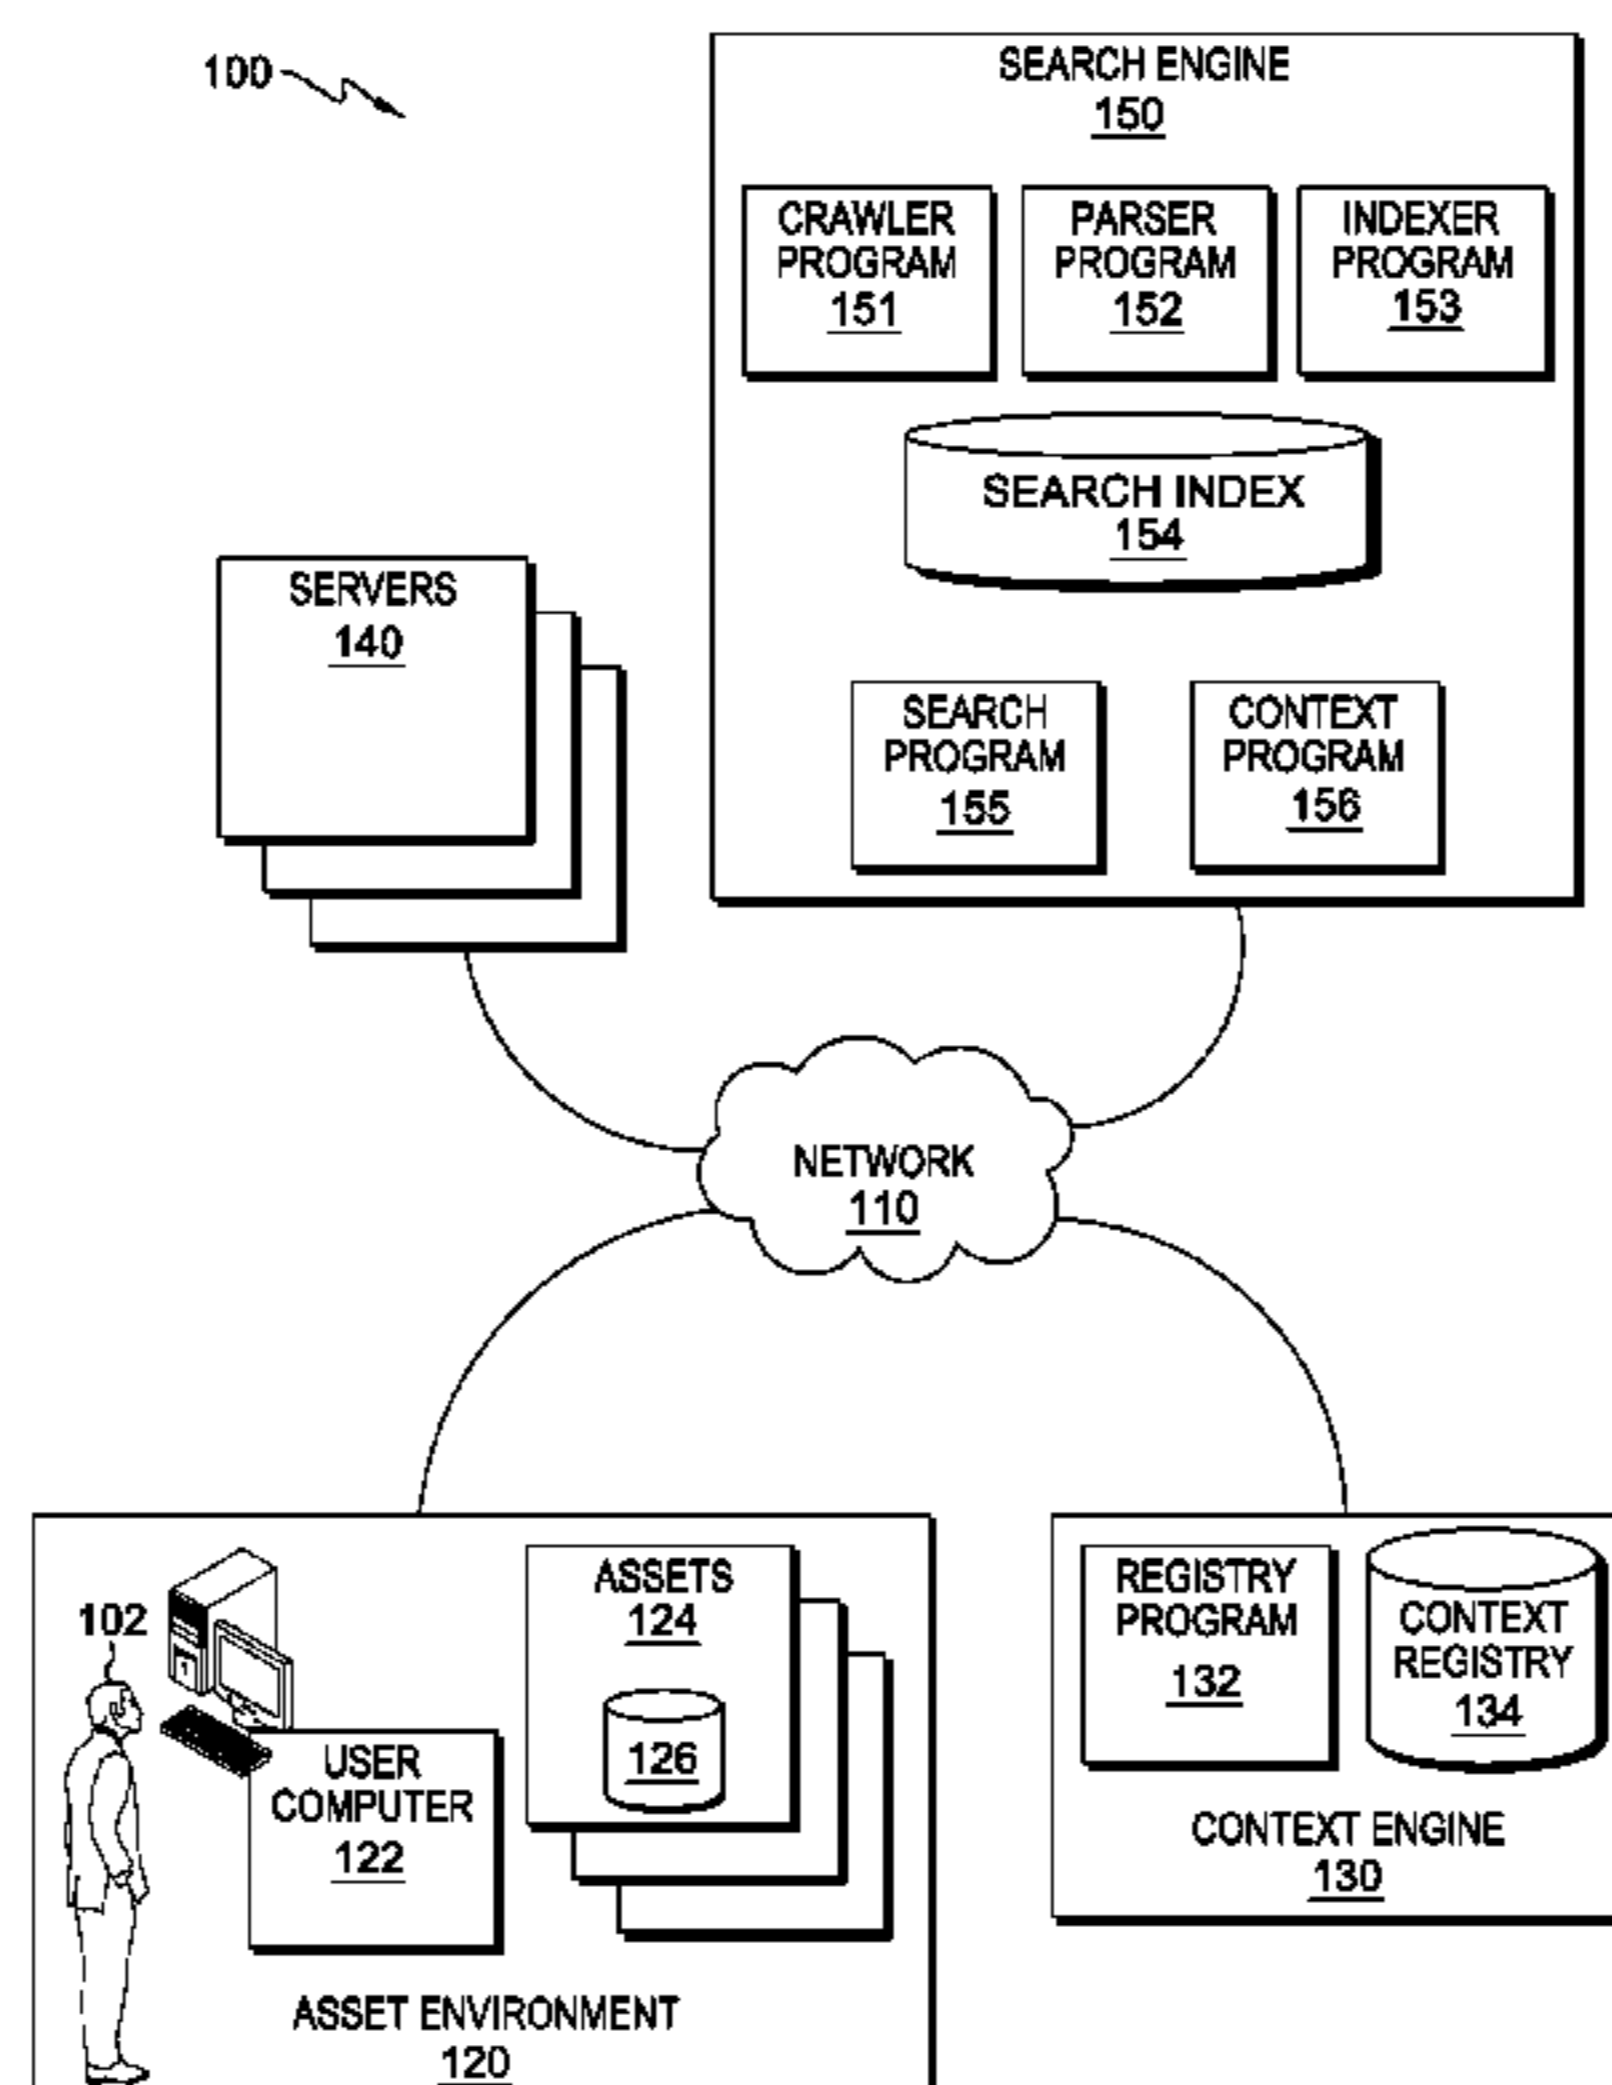 100
SEARCH ENGINE
150
CRAWLER
PROGRAM
151
PARSER
PROGRAM
152
INDEXER
PROGRAM
153
SEARCH INDEX
154
SERVERS
140
SEARCH
PROGRAM
155
CONTEXT
PROGRAM
156
NETWORK
110
102
1
USER
COMPUTER
122
ASSETS
124
126
ASSET ENVIRONMENT
120
REGISTRY
PROGRAM
132
CONTEXT
REGISTRY
134
CONTEXT ENGINE
130